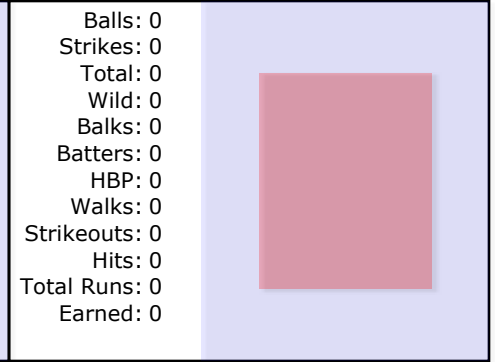 Balls: 0
Strikes: 0
Total: 0
Wild: 0
Balks: 0
Batters: 0
HBP: 0
Walks: 0
Strikeouts: 0
Hits: 0
Total Runs: 0
Earned: 0